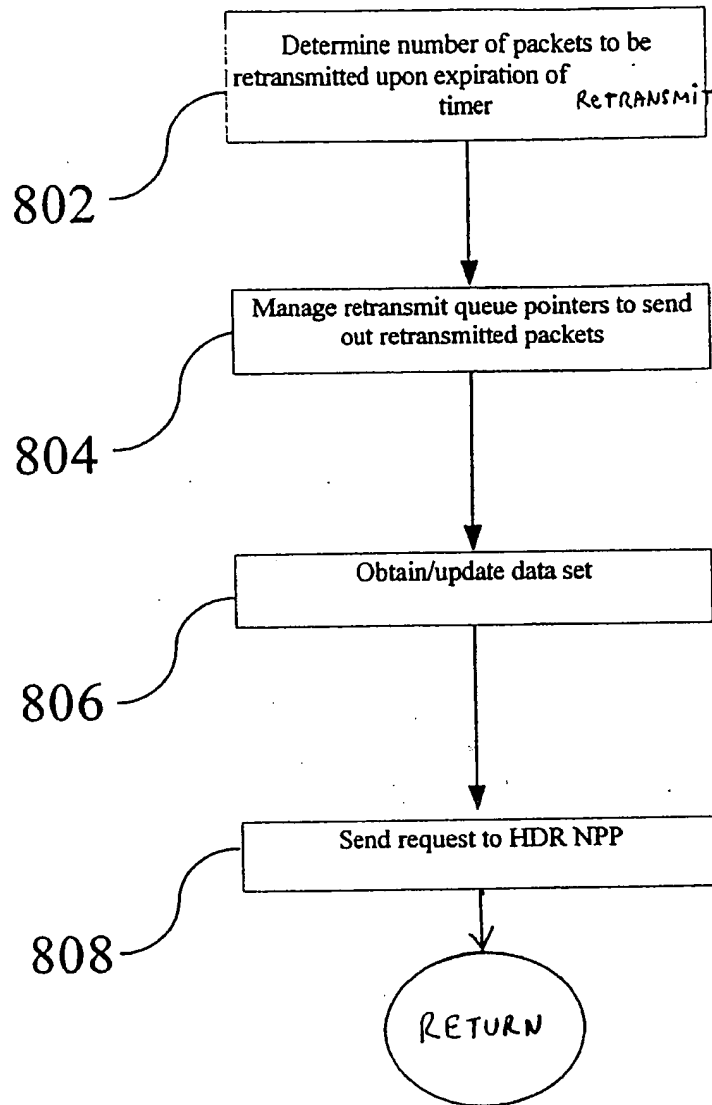 Determine number of packets to be
retransmitted upon expiration of
timer RETRANSMIT
802
Manage retransmit queue pointers to send
out retransmitted packets
804
Obtain/update data set
806
Send request to HDR NPP
808
RETURN